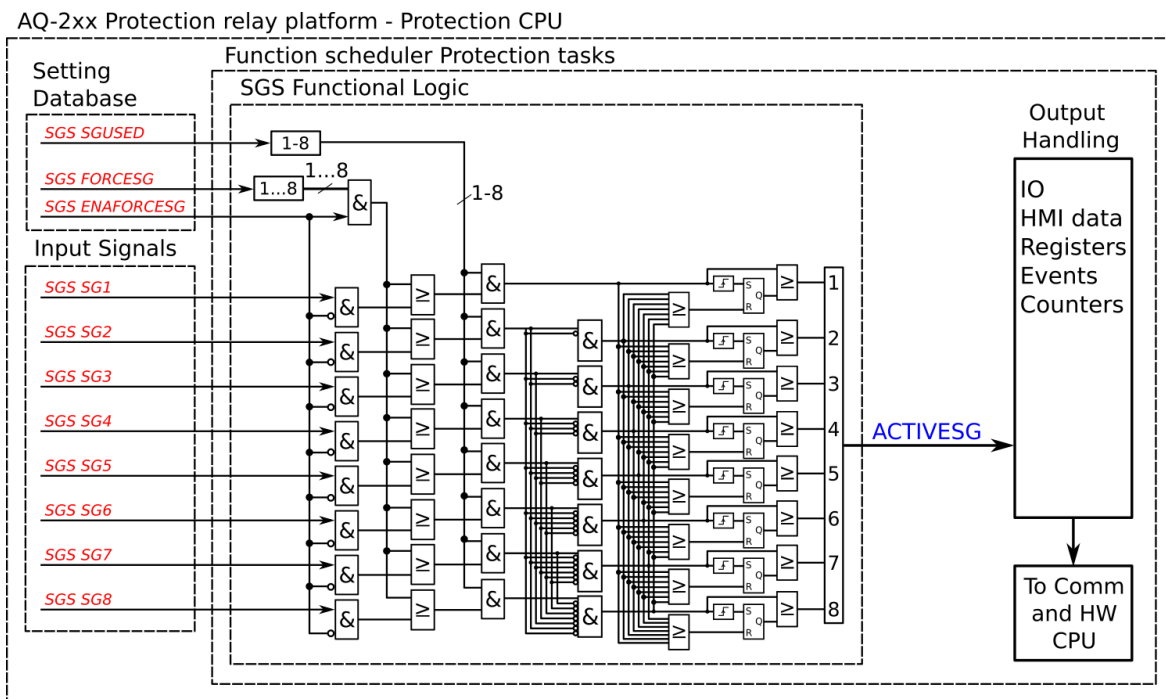 AQ-2xx Protection relay platform - Protection CPU
Function scheduler Protection tasks
Setting
Database
SGS Functional Logic
Output
Handling
SGS SGUSED
1-8
SGS FORCESG
1...8
1...8
&
1-8
SGS ENAFORCESG
IO
HMI data
Registers
Events
Counters
Input Signals
SGS SG1
& ≥ & ≥ S Q R ≥ 1
SGS SG2
& ≥ & & ≥ S Q R ≥ 2
SGS SG3
& ≥ & & ≥ S Q R ≥ 3
SGS SG4
& ≥ & & ≥ S Q R ≥ 4
ACTIVESG
SGS SG5
& ≥ & & ≥ S Q R ≥ 5
SGS SG6
& ≥ & & ≥ S Q R ≥ 6
SGS SG7
& ≥ & & ≥ S Q R ≥ 7
SGS SG8
& ≥ & & ≥ S Q R ≥ 8
To Comm
and HW
CPU